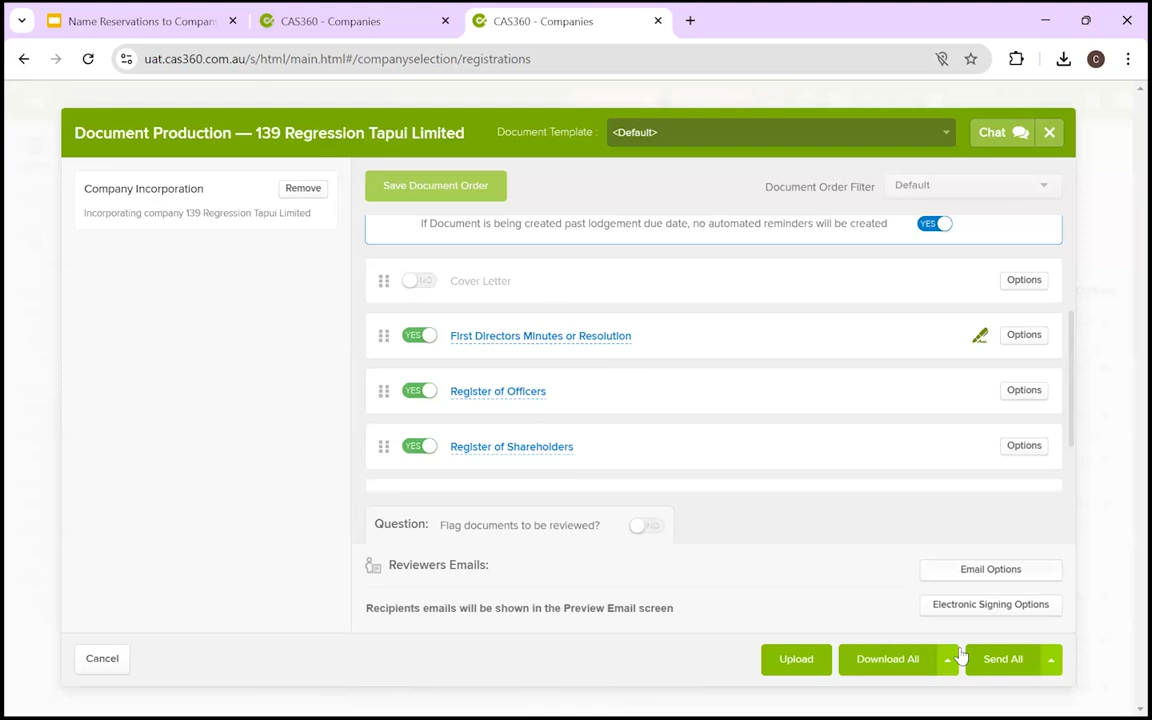 Name Reservations to Compan
CAS360 - Companies
CAS360 - Companies
uat.cas360.com.au/s/html/main.html#/companyselection/registrations
C
Document Production — 139 Regression Tapui Limited
Document Template :
<Default>
Chat
Company Incorporation
Remove
Incorporating company 139 Regression Tapui Limited
Save Document Order
Document Order Filter
Default
If Document is being created past lodgement due date, no automated reminders will be created
YES
NO
Cover Letter
Options
YES
First Directors Minutes or Resolution
Options
YES
Register of Officers
Options
YES
Register of Shareholders
Options
Question:
Flag documents to be reviewed?
NO
Reviewers Emails:
Email Options
Recipients emails will be shown in the Preview Email screen
Electronic Signing Options
Cancel
Upload
Download All
Send All